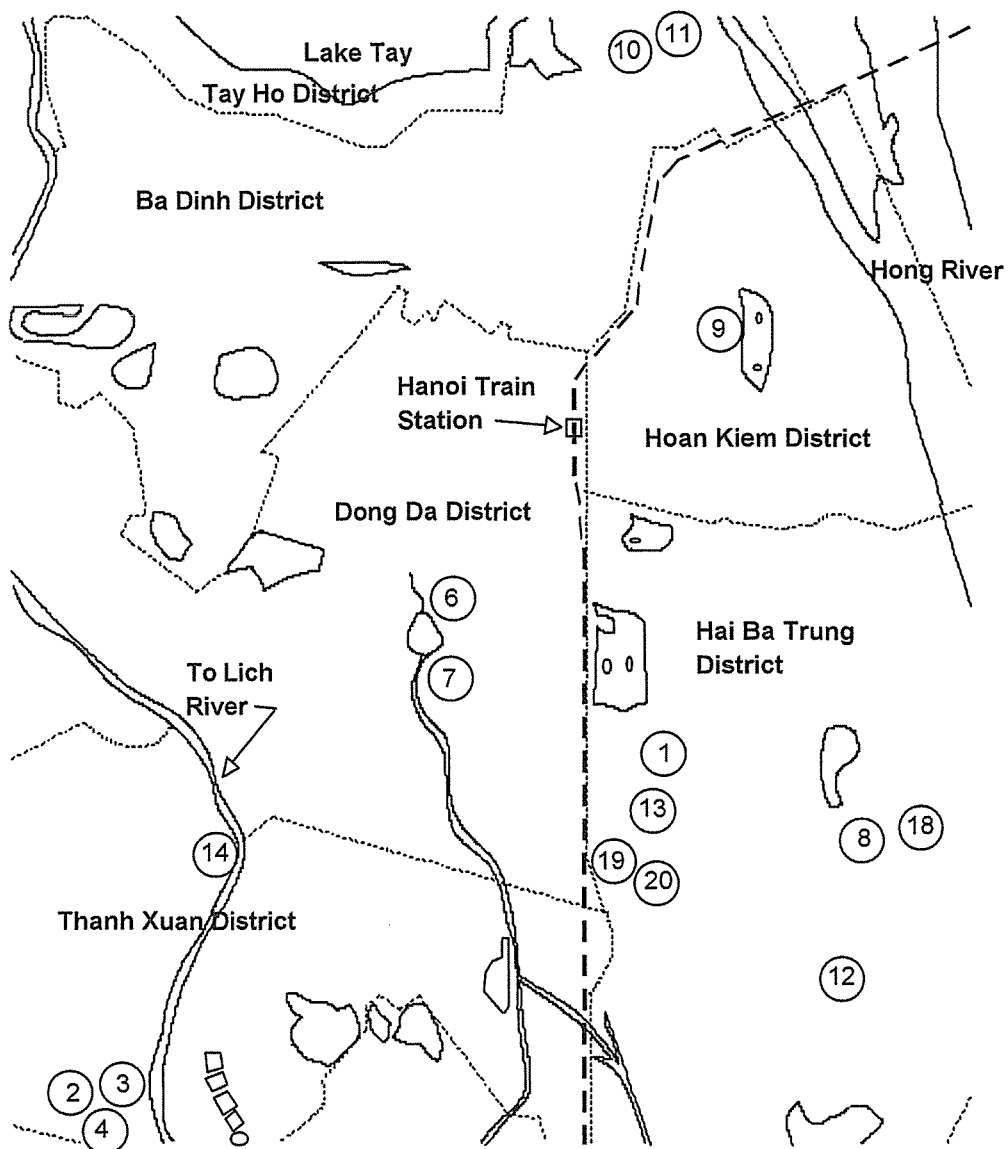 10
11
Lake Tay
Tay Ho District
Ba Dinh District
Hong River
9
Hanoi Train
Station
Hoan Kiem District
Dong Da District
6
Hai Ba Trung
District
To Lich
River
7
1
13
8
18
14
19
20
Thanh Xuan District
12
2
3
4